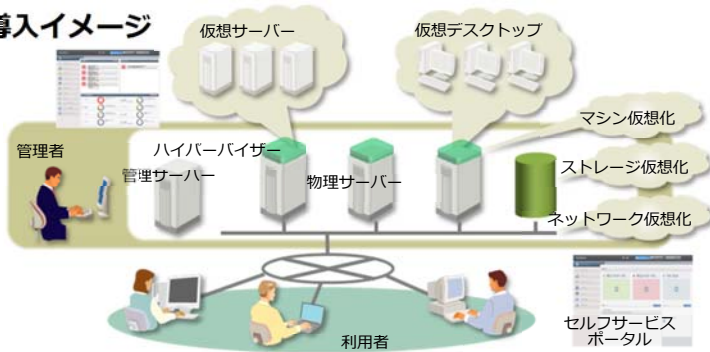 導入イメージ
仮想サーバー
仮想デスクトップ
マシン仮想化
管理者
ハイバーバイザー
管理サーバー
物理サーバー
ストレージ仮想化
ネットワーク仮想化
利用者
セルフサービス
ポータル